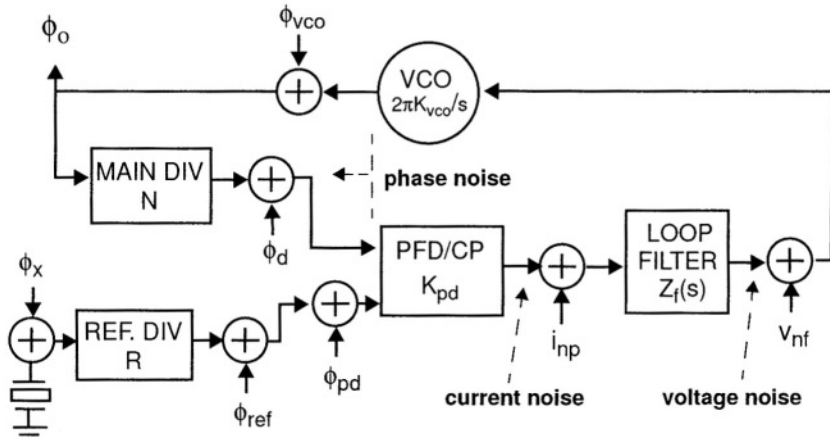 ϕvco
ϕo
VCO
2πKvco/s
MAIN DIV
N
phase noise
ϕd
ϕx
PFD/CP
Kpd
LOOP
FILTER
Zf(s)
REF. DIV
R
inp
vnf
ϕpd
ϕref
current noise
voltage noise